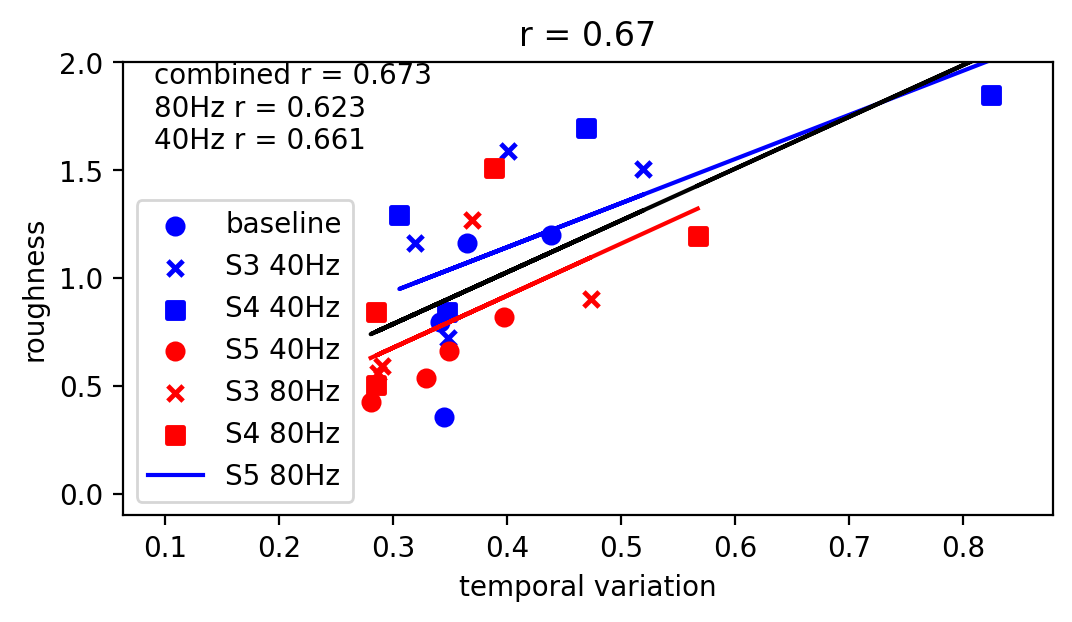 r = 0.67
combined r = 0.673
80Hz r = 0.623
40Hz r = 0.661
baseline
S3 40Hz
S4 40Hz
S5 40Hz
S3 80Hz
S4 80Hz
S5 80Hz
roughness
2.0
1.5
1.0
0.5
0.0
0.1 0.2 0.3 0.4 0.5 0.6 0.7 0.8
temporal variation